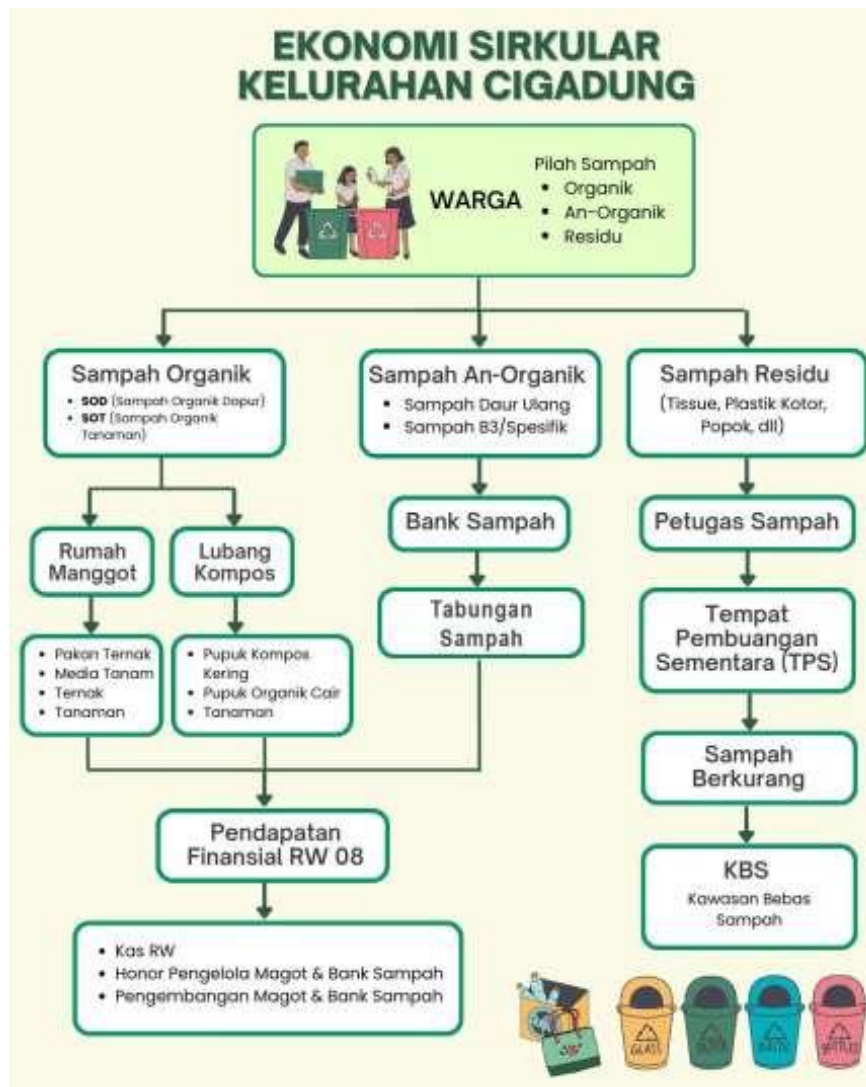 EKONOMI SIRKULAR
KELURAHAN CIGADUNG
WARGA
Pilah Sampah
• Organik
• An-Organik
• Residu
Sampah Organik
• SOD (Sampah Organik Dapur)
• SOT (Sampah Organik
Tanaman)
Sampah An-Organik
• Sampah Daur Ulang
• Sampah B3/Spesifik
Sampah Residu
(Tissue, Plastik Kotor,
Popok, dll)
Rumah
Manggot
Lubang
Kompos
Bank Sampah
Petugas Sampah
• Pakan Ternak
• Media Tanam
• Ternak
• Tanaman
• Pupuk Kompos
Kering
• Pupuk Organik Cair
• Tanaman
Tabungan
Sampah
Tempat
Pembuangan
Sementara (TPS)
Sampah
Berkurang
Pendapatan
Finansial RW 08
KBS
Kawasan Bebas
Sampah
• Kas RW
• Honor Pengelola Magot & Bank Sampah
• Pengembangan Magot & Bank Sampah
GLASS